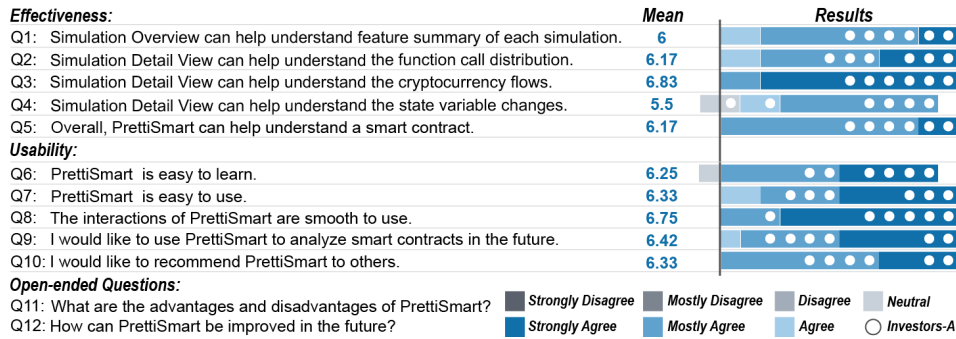 Effectiveness: Mean Results
Q1: Simulation Overview can help understand feature summary of each simulation. 6
Q2: Simulation Detail View can help understand the function call distribution. 6.17
Q3: Simulation Detail View can help understand the cryptocurrency flows. 6.83
Q4: Simulation Detail View can help understand the state variable changes. 5.5
Q5: Overall, PrettiSmart can help understand a smart contract. 6.17
Usability:
Q6: PrettiSmart is easy to learn. 6.25
Q7: PrettiSmart is easy to use. 6.33
Q8: The interactions of PrettiSmart are smooth to use. 6.75
Q9: I would like to use PrettiSmart to analyze smart contracts in the future. 6.42
Q10: I would like to recommend PrettiSmart to others. 6.33
Open-ended Questions:
Q11: What are the advantages and disadvantages of PrettiSmart? Strongly Disagree Mostly Disagree Disagree Neutral
Q12: How can PrettiSmart be improved in the future? Strongly Agree Mostly Agree Agree Investors-A